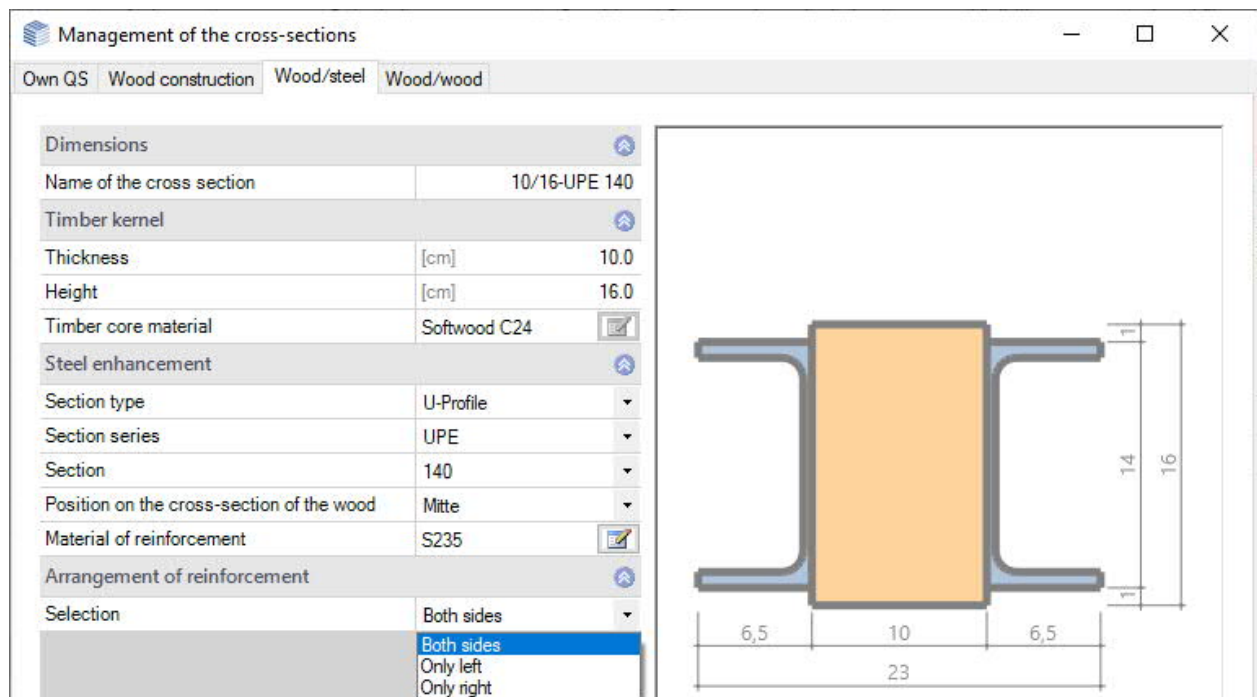 Management of the cross-sections
Own QS Wood construction Wood/steel Wood/wood
Dimensions
Name of the cross section 10/16-UPE 140
Timber kernel
Thickness [cm] 10.0
Height [cm] 16.0
Timber core material Softwood C24
Steel enhancement
Section type U-Profile
Section series UPE
Section 140
Position on the cross-section of the wood Mitte
Material of reinforcement S235
Arrangement of reinforcement
Selection Both sides
Both sides
Only left
Only right
1
14
16
1
6,5 10 6,5
23